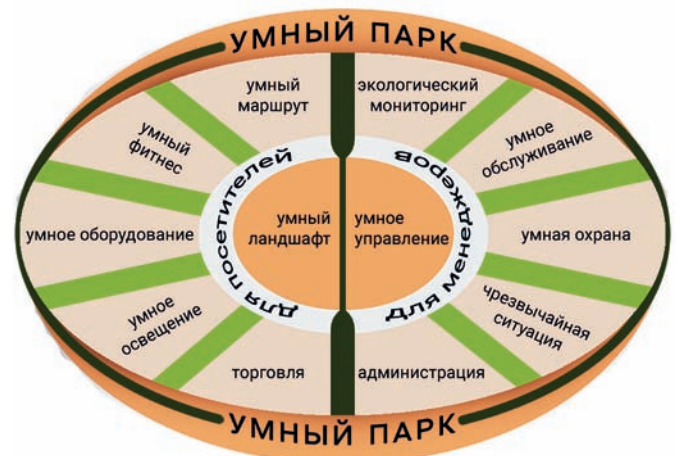 УМНЫЙ ПАРК
умный
маршрут
экологический
мониторинг
умный
фитнес
умное
обслуживание
для посетителей
для менеджеров
умное оборудование
умный
ландшафт
умное
управление
умная охрана
умное
освещение
чрезвычайная
ситуация
торговля
администрация
УМНЫЙ ПАРК